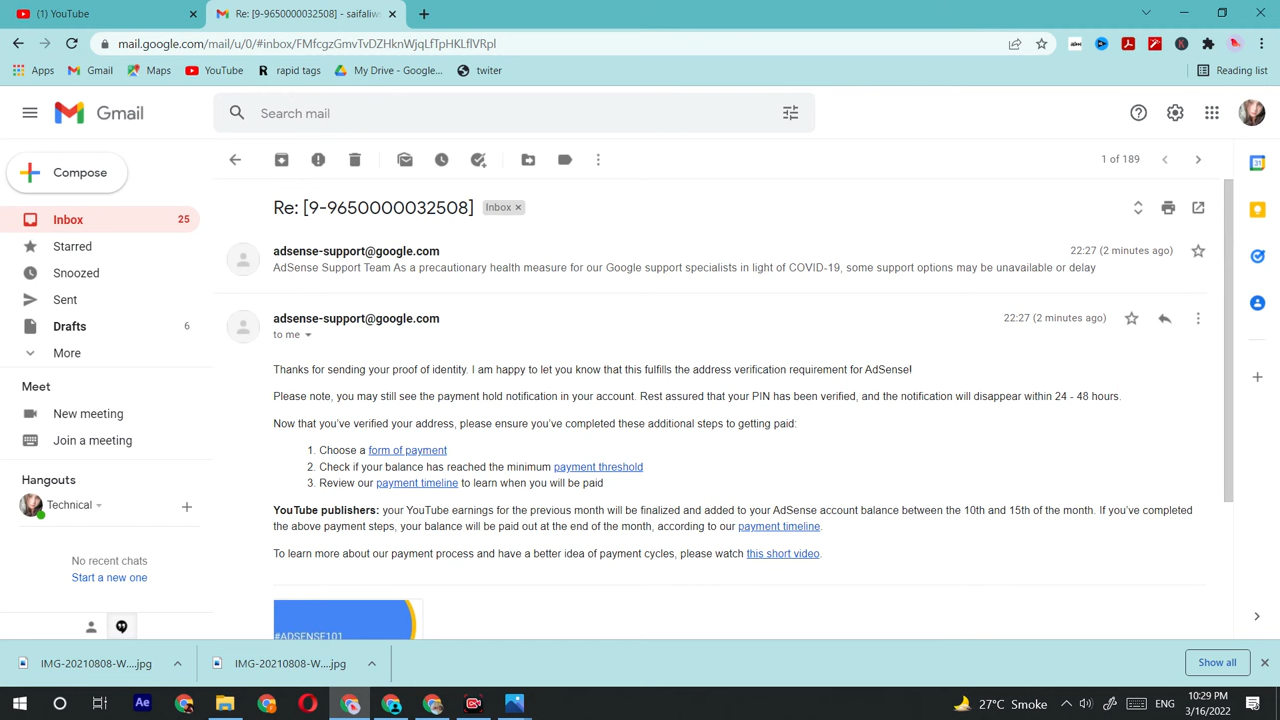 (1) YouTube
Re: [9-9650000032508] - saifaliw
mail.google.com/mail/u/0/#inbox/FMfcgzGmvTvDZHknWjqLfTpHKLflVRpl
Apps
Gmail
Maps
YouTube
rapid tags
My Drive - Google...
twiter
Reading list
Gmail
Search mail
Compose
1 of 189
Re: [9-9650000032508]
Inbox ×
Inbox 25
Starred
Snoozed
Sent
Drafts 6
More
Meet
New meeting
Join a meeting
Hangouts
Technical
No recent chats
Start a new one
adsense-support@google.com
22:27 (2 minutes ago)
AdSense Support Team As a precautionary health measure for our Google support specialists in light of COVID-19, some support options may be unavailable or delay
adsense-support@google.com
22:27 (2 minutes ago)
to me
Thanks for sending your proof of identity. I am happy to let you know that this fulfills the address verification requirement for AdSense!
Please note, you may still see the payment hold notification in your account. Rest assured that your PIN has been verified, and the notification will disappear within 24 - 48 hours.
Now that you've verified your address, please ensure you've completed these additional steps to getting paid:
1. Choose a form of payment
2. Check if your balance has reached the minimum payment threshold
3. Review our payment timeline to learn when you will be paid
YouTube publishers: your YouTube earnings for the previous month will be finalized and added to your AdSense account balance between the 10th and 15th of the month. If you've completed
the above payment steps, your balance will be paid out at the end of the month, according to our payment timeline.
To learn more about our payment process and have a better idea of payment cycles, please watch this short video.
#ADSENSE101
31
IMG-20210808-W....jpg
IMG-20210808-W....jpg
Show all
Ae
27°C Smoke
ENG
10:29 PM
3/16/2022